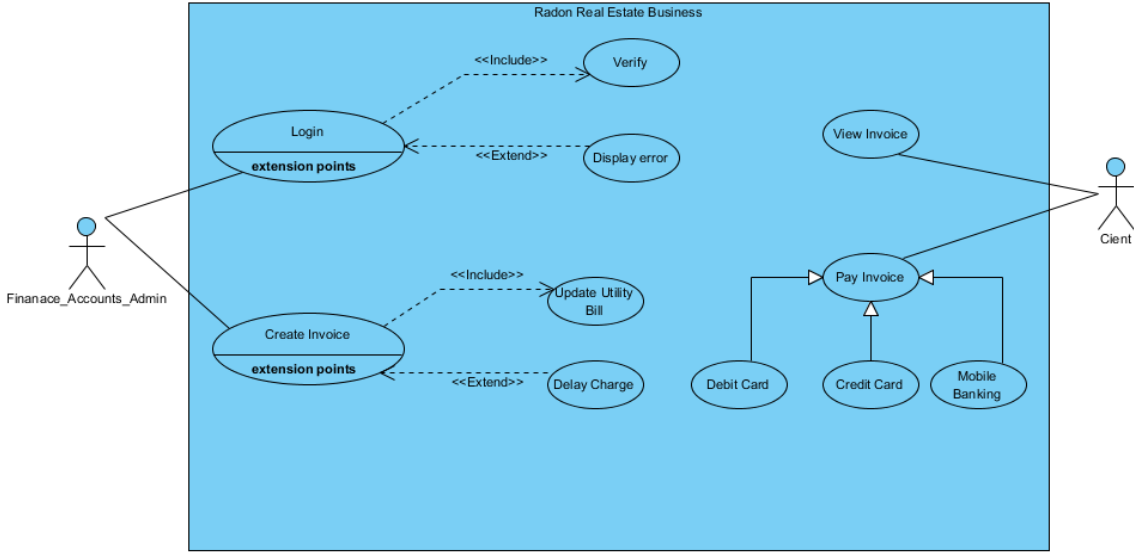 Radon Real Estate Business
<<Include>>
Verify
Login
extension points
<<Extend>>
Display error
View Invoice
Finanace_Accounts_Admin
Cient
<<Include>>
Update Utility
Bill
Pay Invoice
Create Invoice
extension points
<<Extend>>
Delay Charge
Debit Card
Credit Card
Mobile
Banking